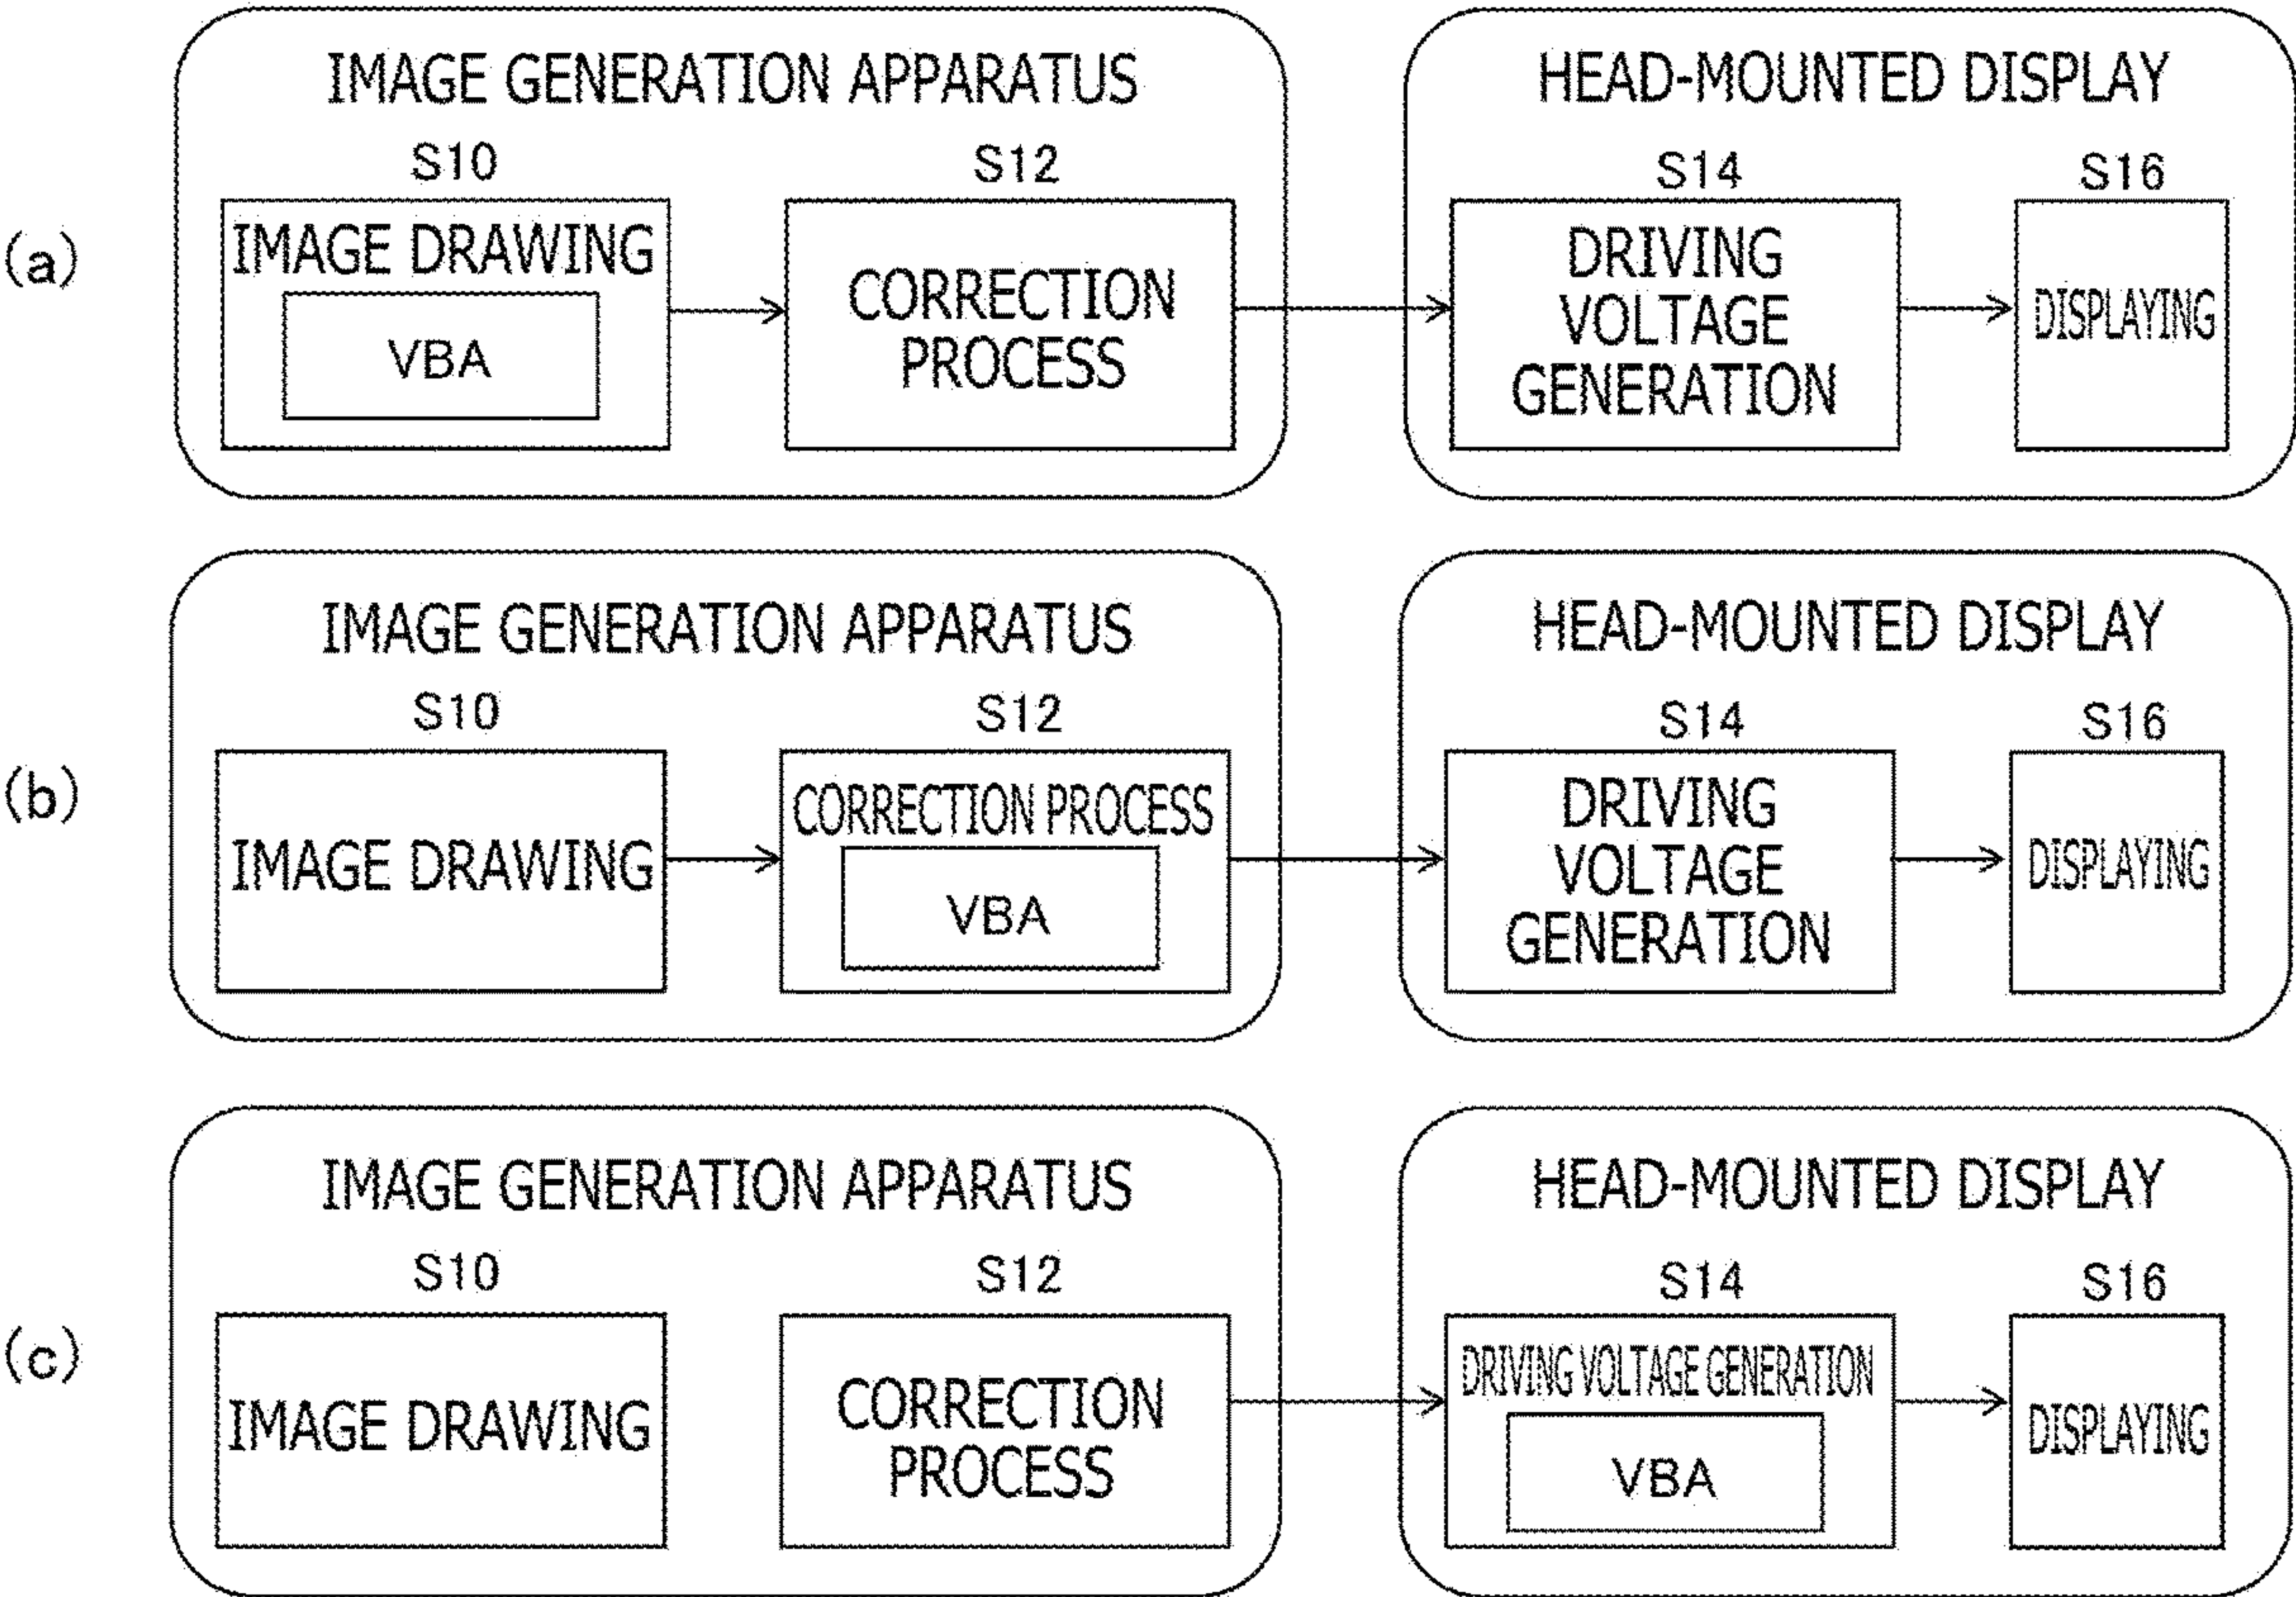 IMAGE GENERATION APPARATUS
HEAD-MOUNTED DISPLAY
S10
S12
S14
S16
(a)
IMAGE DRAWING
VBA
CORRECTION
PROCESS
DRIVING
VOLTAGE
GENERATION
DISPLAYING
IMAGE GENERATION APPARATUS
HEAD-MOUNTED DISPLAY
S10
S12
S14
S16
(b)
IMAGE DRAWING
CORRECTION PROCESS
VBA
DRIVING
VOLTAGE
GENERATION
DISPLAYING
IMAGE GENERATION APPARATUS
HEAD-MOUNTED DISPLAY
S10
S12
S14
S16
(c)
IMAGE DRAWING
CORRECTION
PROCESS
DRIVING VOLTAGE GENERATION
VBA
DISPLAYING